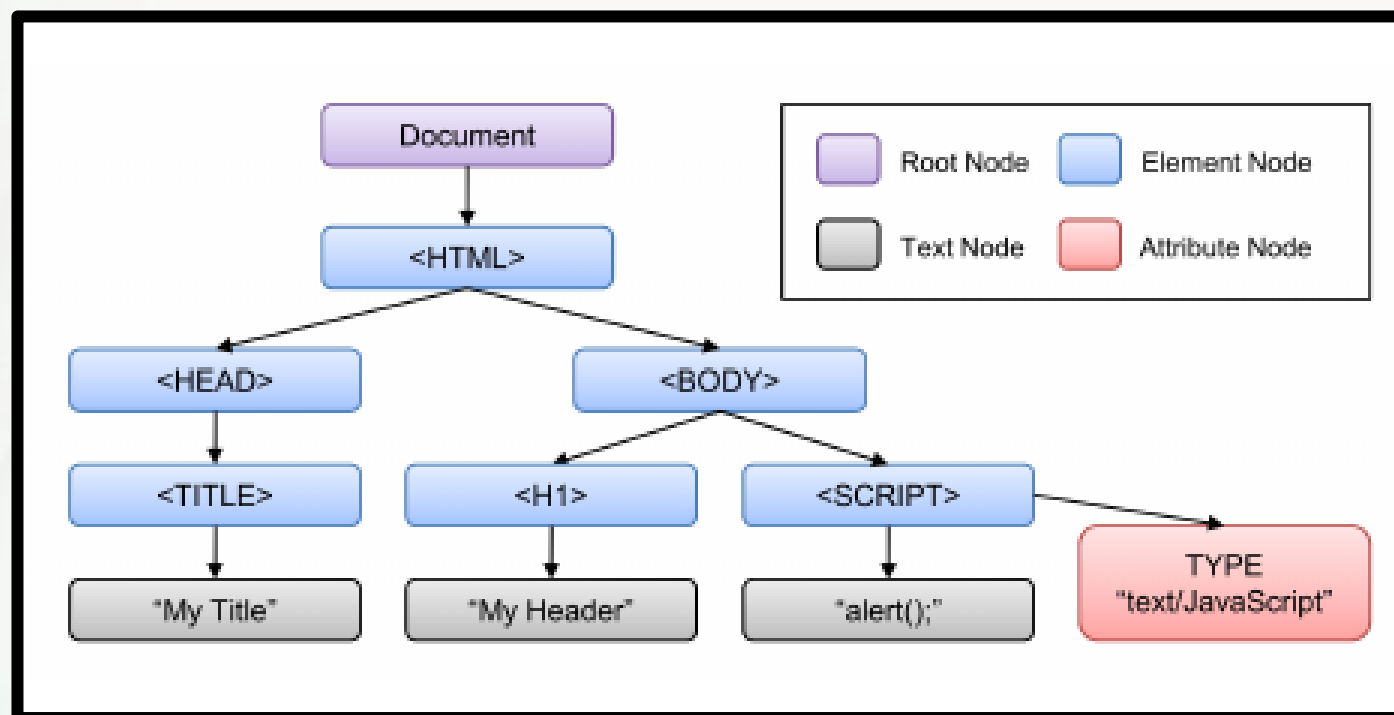 Document
Root Node
Element Node
<HTML>
Text Node
Attribute Node
<HEAD>
<BODY>
<TITLE>
<H1>
<SCRIPT>
TYPE
“text/JavaScript”
“My Title”
“My Header”
“alert();”